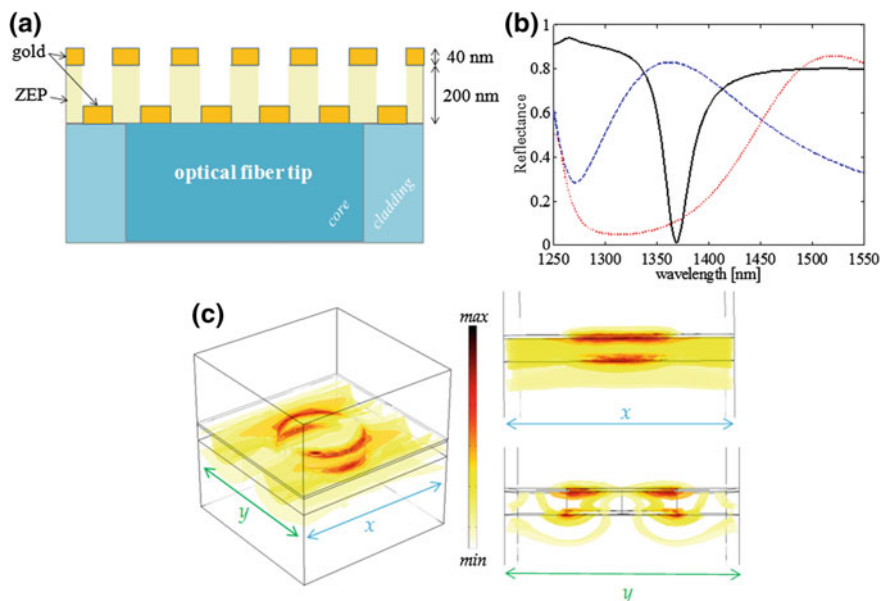 (a)
gold
ZEP
40 nm
200 nm
optical fiber tip
core
cladding
(b)
Reflectance
1
0.8
0.6
0.4
0.2
0
1250 1300 1350 1400 1450 1500 1550
wavelength [nm]
(c)
y
x
max
min
x
y